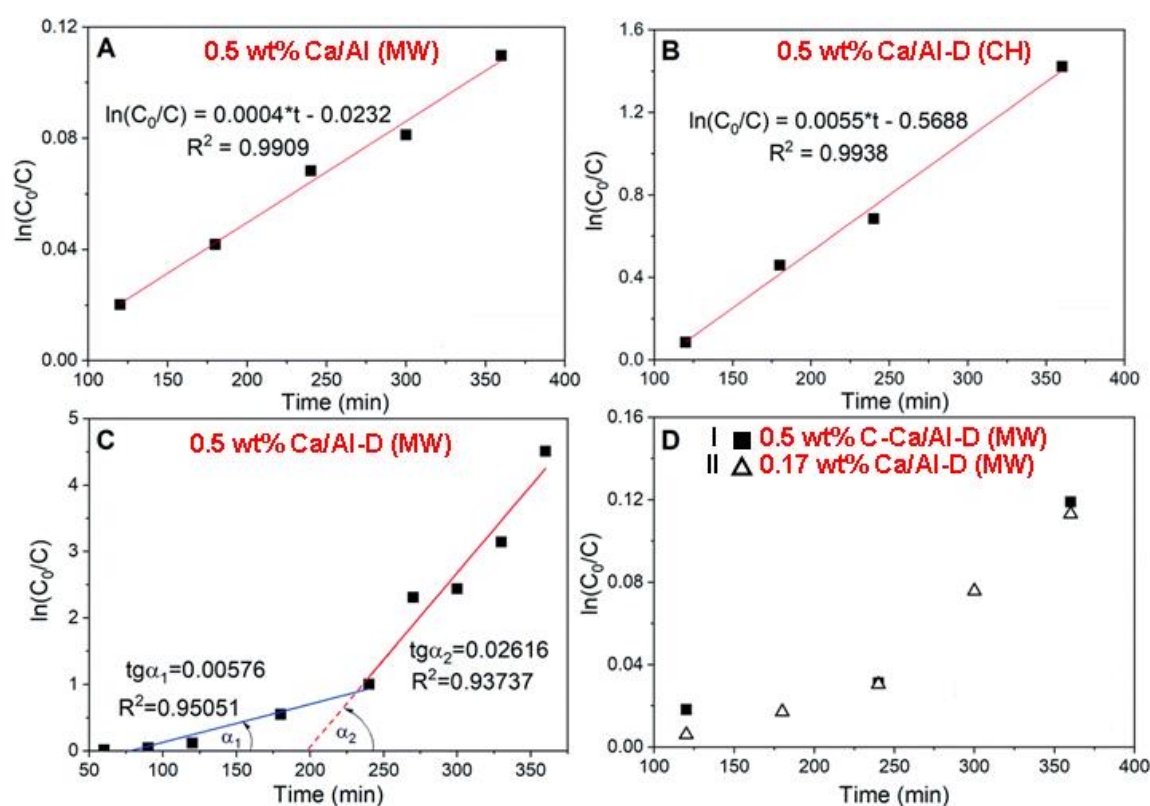 A
0.5 wt% Ca/Al (MW)
ln(C₀/C) = 0.0004*t - 0.0232
R² = 0.9909
ln(C₀/C)
0.12
0.08
0.04
0.00
100 150 200 250 300 350 400
Time (min)
B
0.5 wt% Ca/Al-D (CH)
ln(C₀/C) = 0.0055*t - 0.5688
R² = 0.9938
ln(C₀/C)
1.6
1.2
0.8
0.4
0.0
100 150 200 250 300 350 400
Time (min)
C
0.5 wt% Ca/Al-D (MW)
tgα₁=0.00576
R²=0.95051
α₁
tgα₂=0.02616
R²=0.93737
α₂
ln(C₀/C)
5
4
3
2
1
0
50 100 150 200 250 300 350
Time (min)
D
I 0.5 wt% C-Ca/Al-D (MW)
II 0.17 wt% Ca/Al-D (MW)
ln(C₀/C)
0.16
0.12
0.08
0.04
0.00
100 150 200 250 300 350 400
Time (min)